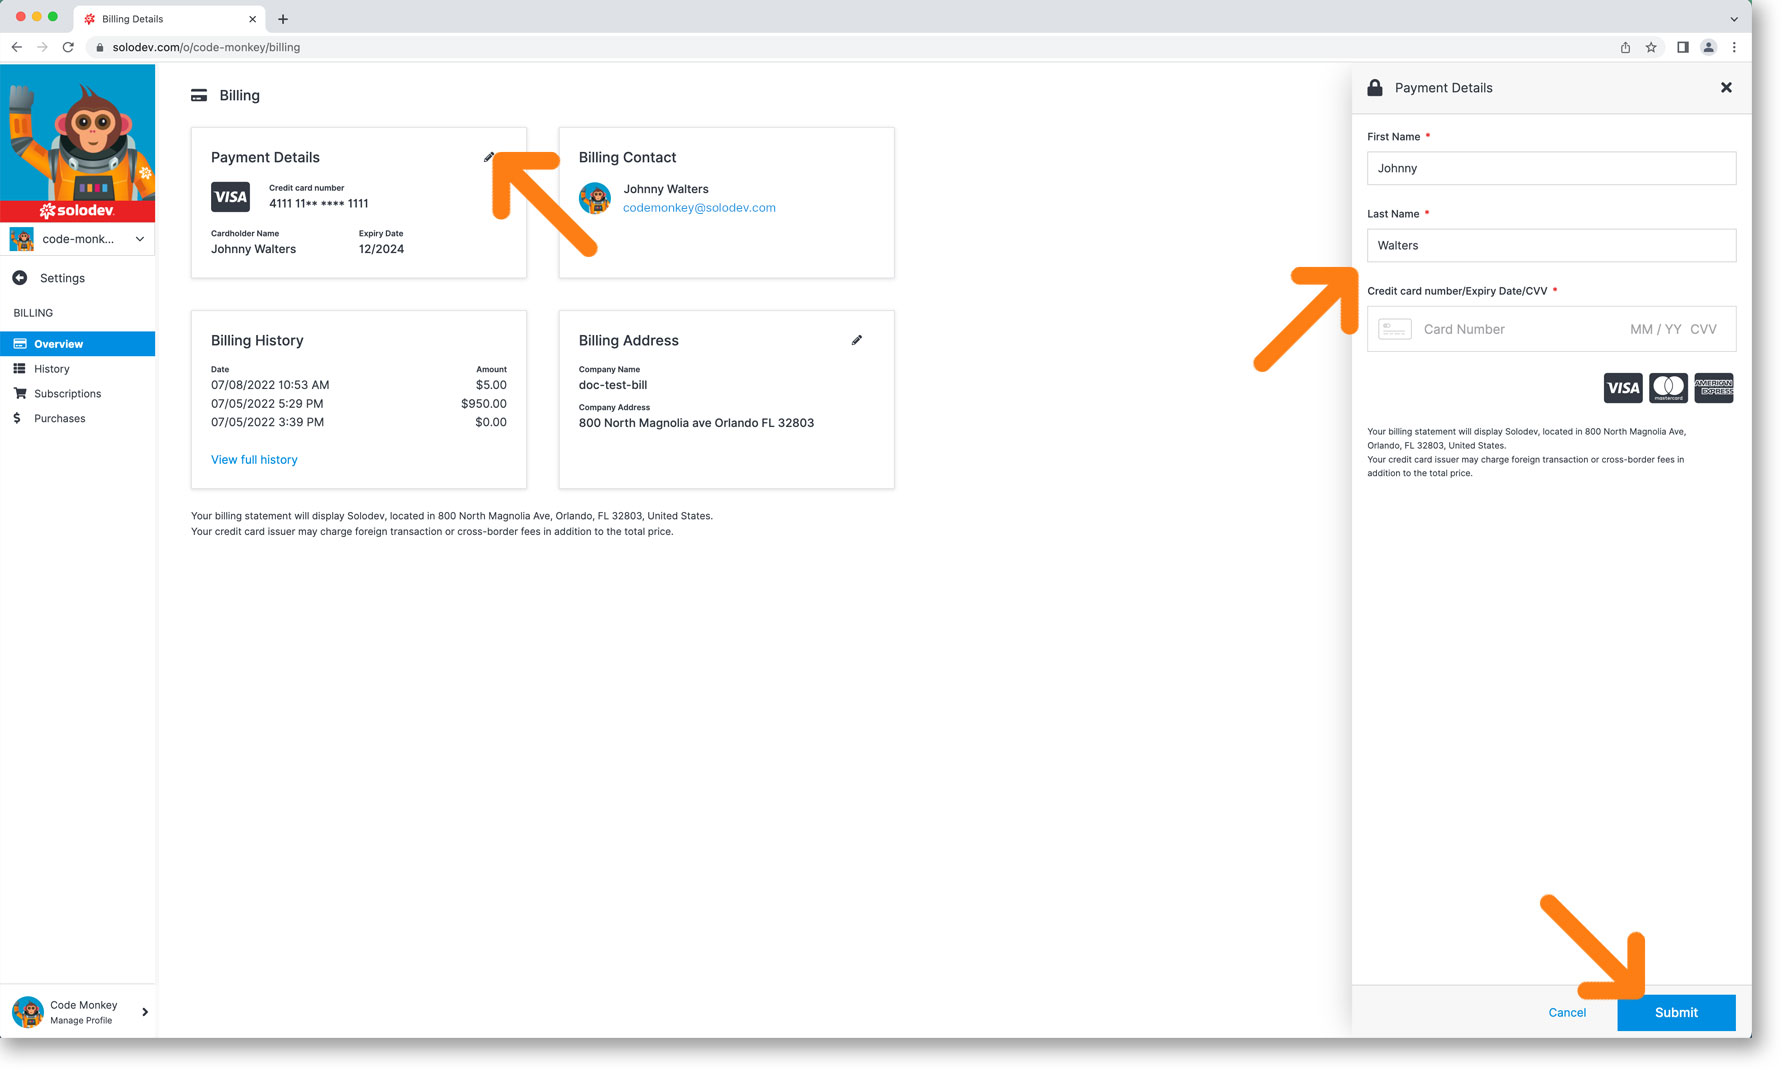 Billing Details
solodev.com/o/code-monkey/billing
solodev
code-monk...
Settings
BILLING
Overview
History
Subscriptions
Purchases
Code Monkey
Manage Profile
Billing
Payment Details
VISA
Credit card number
4111 11** **** 1111
Cardholder Name
Johnny Walters
Expiry Date
12/2024
Billing Contact
Johnny Walters
codemonkey@solodev.com
Billing History
Date Amount
07/08/2022 10:53 AM $5.00
07/05/2022 5:29 PM $950.00
07/05/2022 3:39 PM $0.00
View full history
Billing Address
Company Name
doc-test-bill
Company Address
800 North Magnolia ave Orlando FL 32803
Your billing statement will display Solodev, located in 800 North Magnolia Ave, Orlando, FL 32803, United States.
Your credit card issuer may charge foreign transaction or cross-border fees in addition to the total price.
Payment Details
First Name *
Johnny
Last Name *
Walters
Credit card number/Expiry Date/CVV *
Card Number MM / YY CVV
VISA mastercard AMERICAN EXPRESS
Your billing statement will display Solodev, located in 800 North Magnolia Ave,
Orlando, FL 32803, United States.
Your credit card issuer may charge foreign transaction or cross-border fees in
addition to the total price.
Cancel Submit